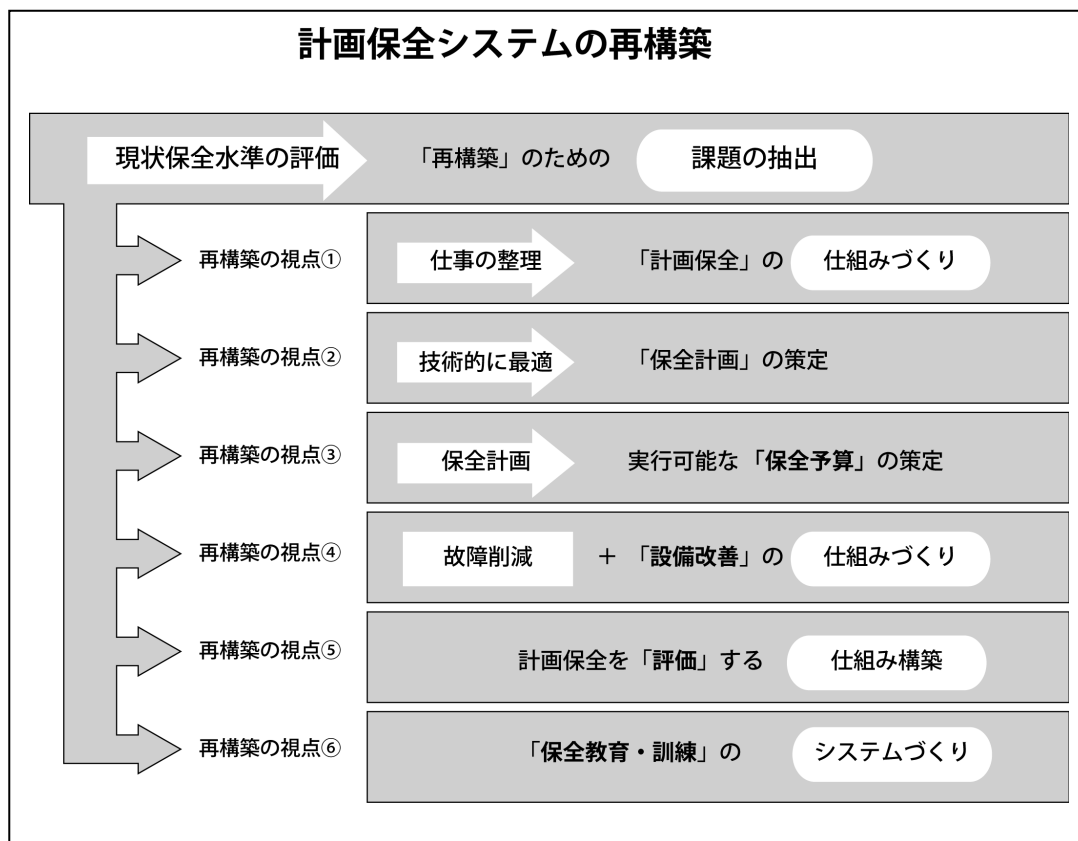 計画保全システムの再構築
現状保全水準の評価 「再構築」のための 課題の抽出
再構築の視点① 仕事の整理 「計画保全」の 仕組みづくり
再構築の視点② 技術的に最適 「保全計画」の策定
再構築の視点③ 保全計画 実行可能な「保全予算」の策定
再構築の視点④ 故障削減 + 「設備改善」の 仕組みづくり
再構築の視点⑤ 計画保全を「評価」する 仕組み構築
再構築の視点⑥ 「保全教育・訓練」の システムづくり